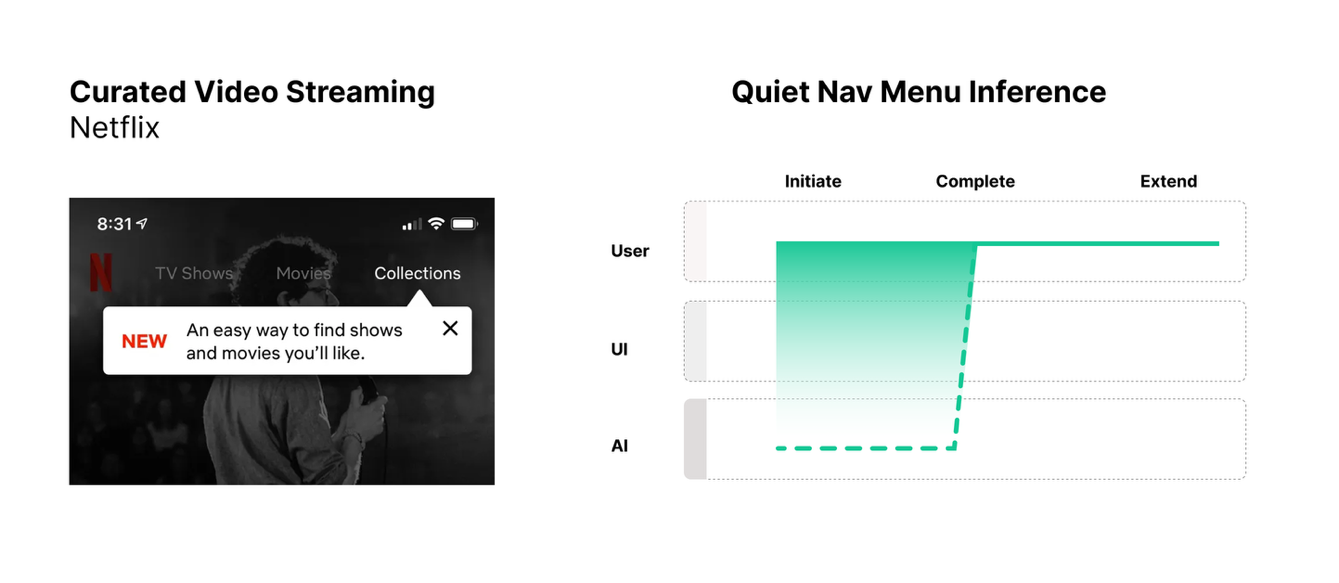 Curated Video Streaming
Netflix
8:31
N
TV Shows Movies Collections
NEW
An easy way to find shows
and movies you’ll like.
Quiet Nav Menu Inference
Initiate Complete Extend
User
UI
AI